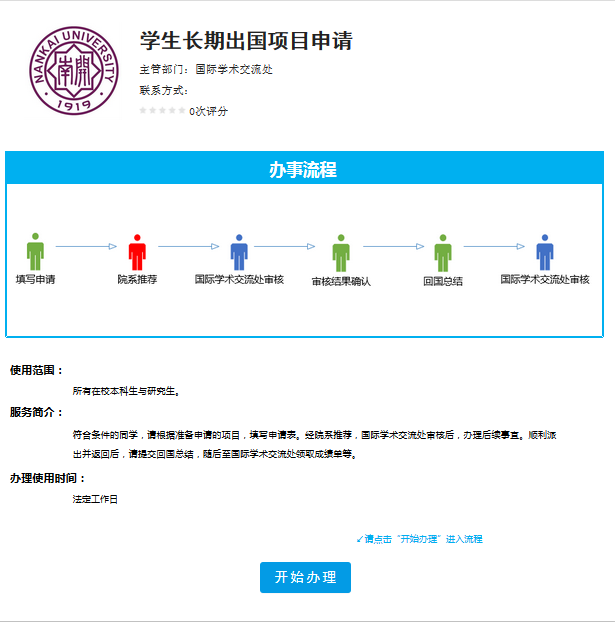 NANKAI UNIVERSITY
南開
1919
学生长期出国项目申请
主管部门：国际学术交流处
联系方式：
0次评分
办事流程
填写申请 院系推荐 国际学术交流处审核 审核结果确认 回国总结 国际学术交流处审核
使用范围：
所有在校本科生与研究生。
服务简介：
符合条件的同学，请根据准备申请的项目，填写申请表。经院系推荐，国际学术交流处审核后，办理后续事宜。顺利派
出并返回后，请提交回国总结，随后至国际学术交流处领取成绩单等。
办理使用时间：
法定工作日
↙请点击“开始办理”进入流程
开始办理